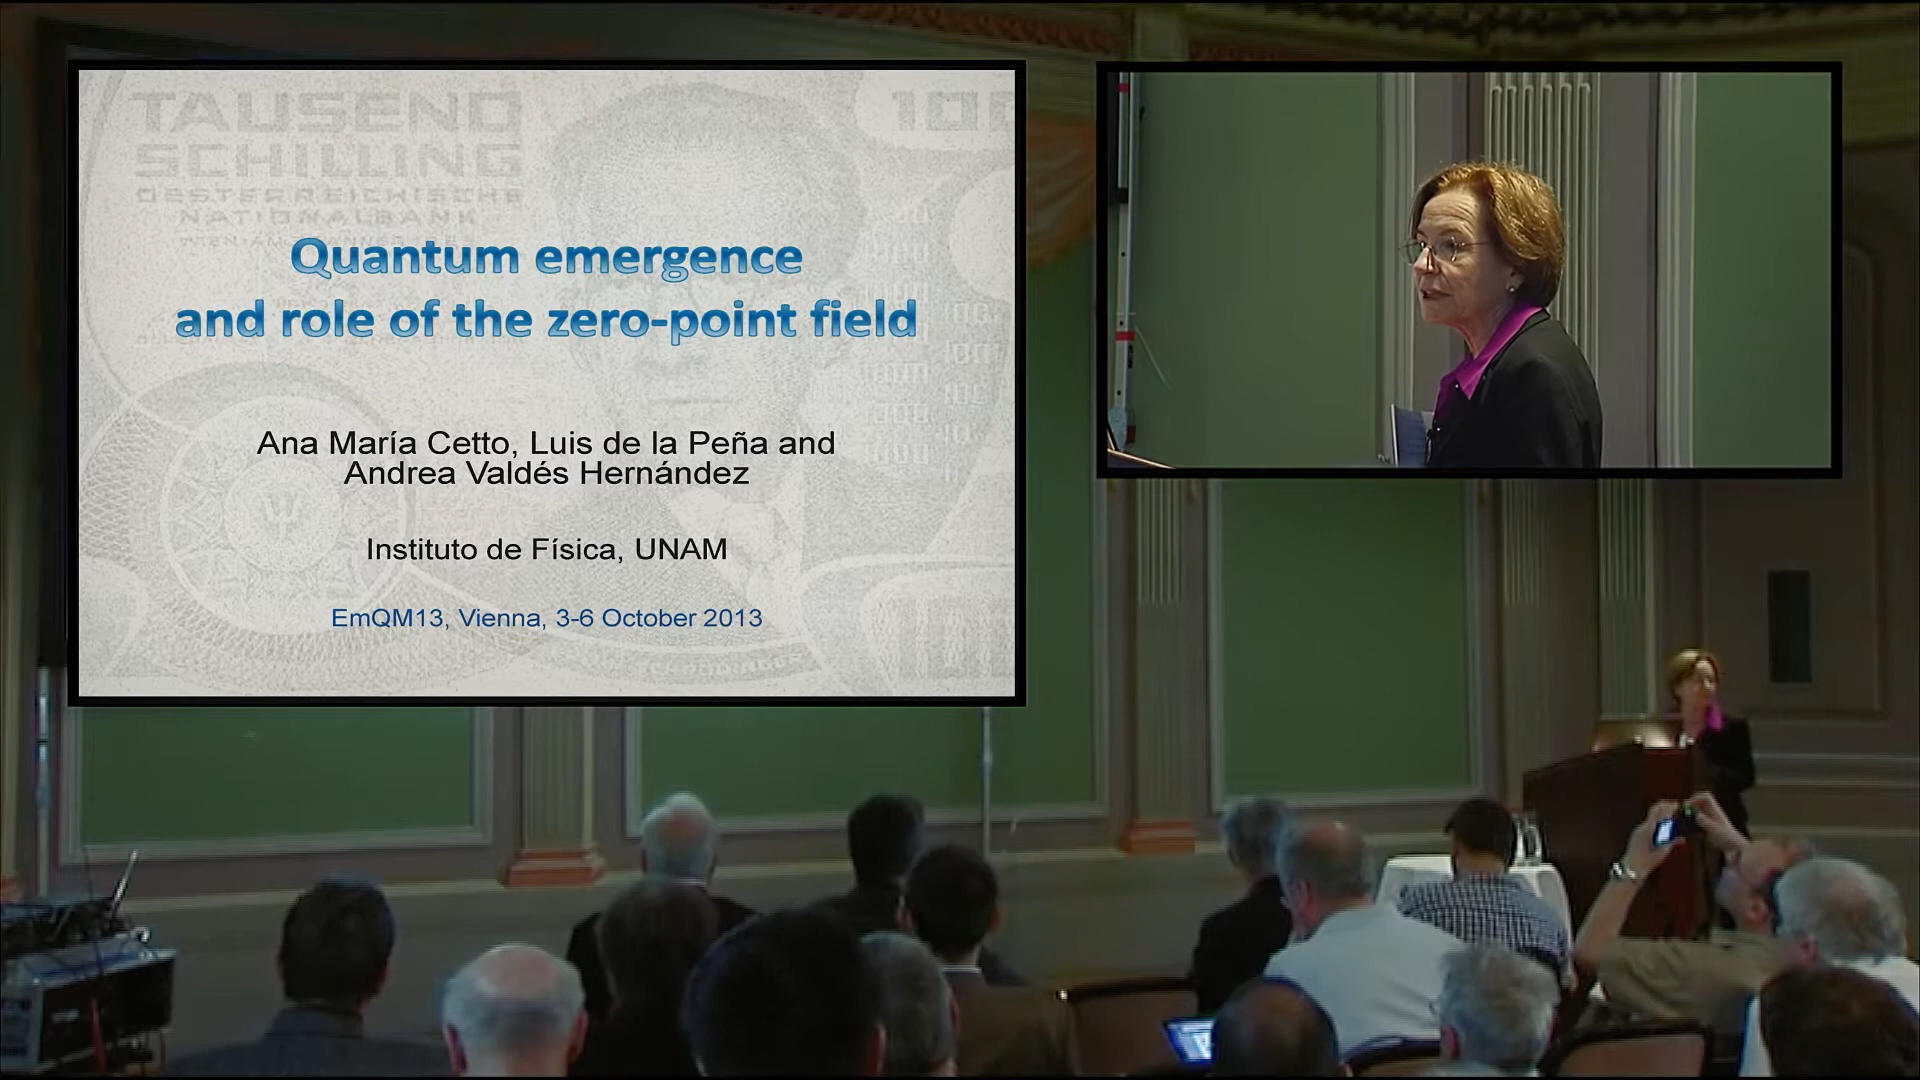 TAUSEND
SCHILLING
OESTERREICHISCHE
NATIONALBANK
Quantum emergence
and role of the zero-point field
Ana María Cetto, Luis de la Peña and
Andrea Valdés Hernández
Instituto de Física, UNAM
EmQM13, Vienna, 3-6 October 2013